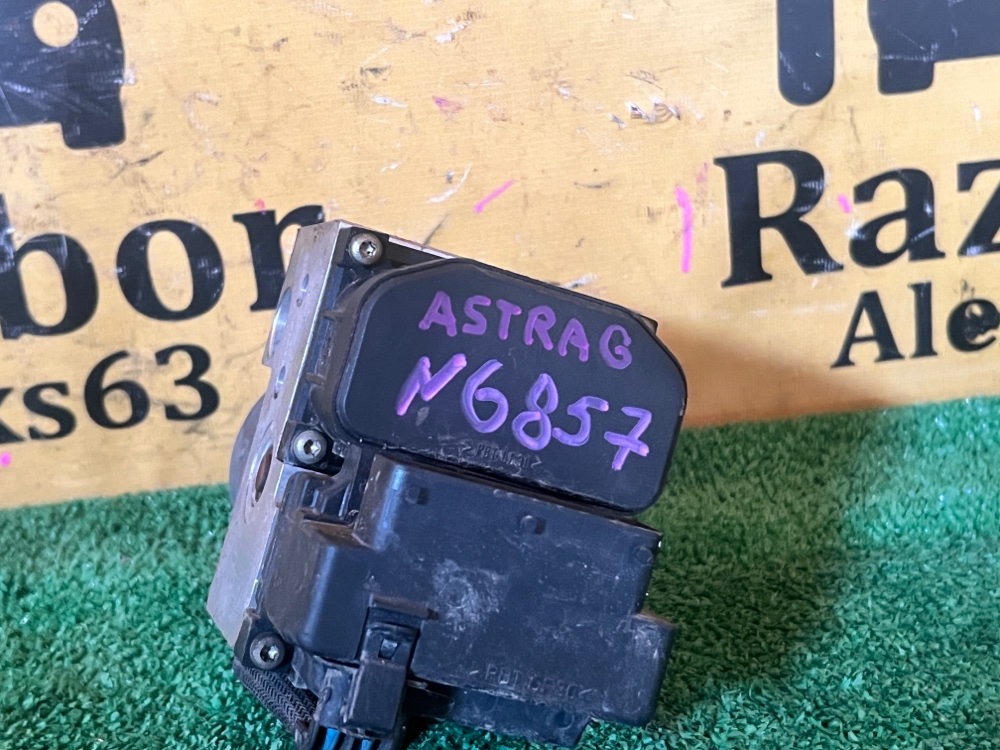 bor
Raz
ks63
Ale
ASTRA G
N6857